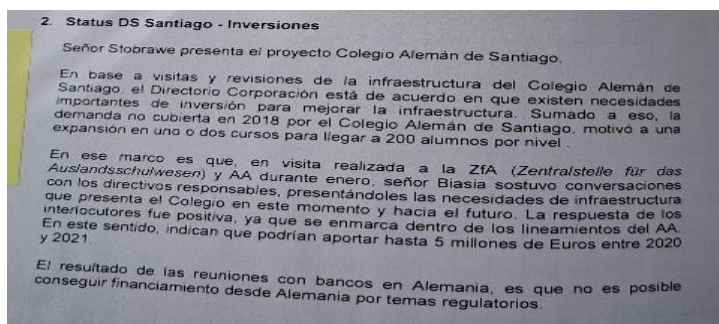 2. Status DS Santiago - Inversiones
Señor Stobrawe presenta el proyecto Colegio Alemán de Santiago.
En base a visitas y revisiones de la infraestructura del Colegio Alemán de
Santiago, el Directorio Corporación está de acuerdo en que existen necesidades
importantes de inversión para mejorar la infraestructura. Sumado a eso, la
demanda no cubierta en 2018 por el Colegio Alemán de Santiago, motivó a una
expansión en uno o dos cursos para llegar a 200 alumnos por nivel .
En ese marco es que, en visita realizada a la ZfA (Zentralstelle für das
Auslandsschulwesen) y AA durante enero, señor Biasia sostuvo conversaciones
con los directivos responsables, presentándoles las necesidades de infraestructura
que presenta el Colegio en este momento y hacia el futuro. La respuesta de los
interlocutores fue positiva, ya que se enmarca dentro de los lineamientos del AA.
En este sentido, indican que podrían aportar hasta 5 millones de Euros entre 2020
y 2021.
El resultado de las reuniones con bancos en Alemania, es que no es posible
conseguir financiamiento desde Alemania por temas regulatorios.